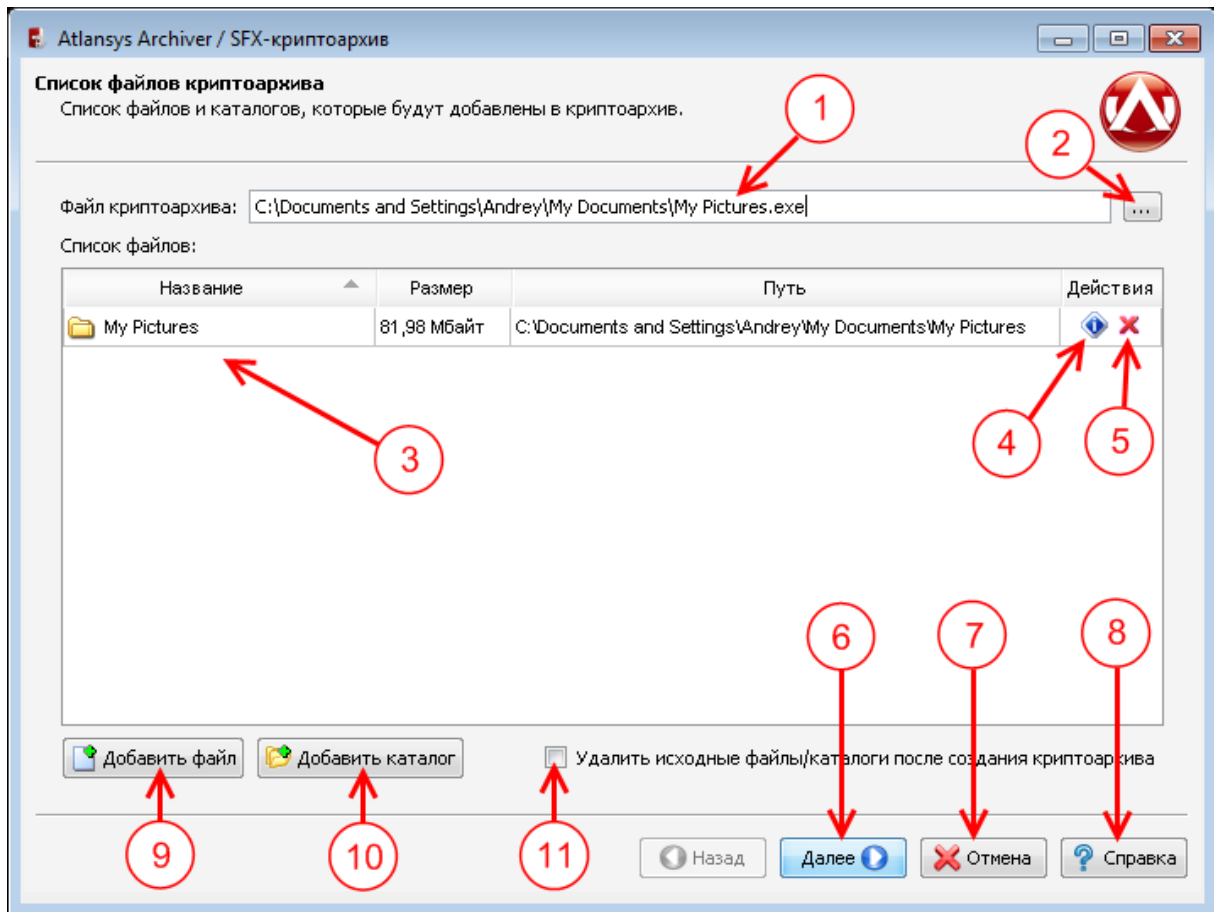 Atlansys Archiver / SFX-криптоархив
Список файлов криптоархива
Список файлов и каталогов, которые будут добавлены в криптоархив.
1
2
Файл криптоархива: C:\Documents and Settings\Andrey\My Documents\My Pictures.exe ...
Список файлов:
Название Размер Путь Действия
My Pictures 81,98 Мбайт C:\Documents and Settings\Andrey\My Documents\My Pictures
3
4
5
6
7
8
Добавить файл Добавить каталог Удалить исходные файлы/каталоги после создания криптоархива
9
10
11
Назад Далее Отмена Справка